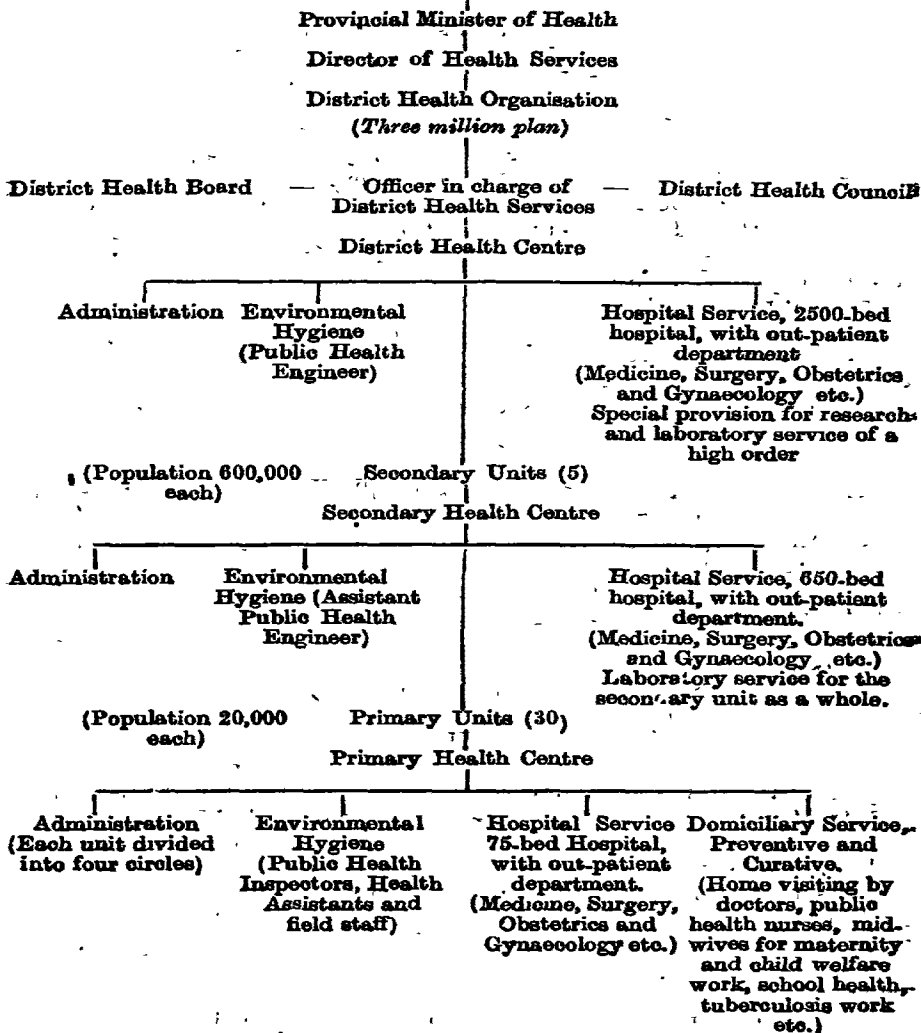 Provincial Minister of Health
Director of Health Services
District Health Organisation
(Three million plan)
District Health Board — Officer in charge of District Health Services — District Health Council
District Health Centre
Administration
Environmental
Hygiene
(Public Health
Engineer)
Hospital Service, 2500-bed
hospital, with out-patient
department
(Medicine, Surgery, Obstetrics
and Gynaecology etc.)
Special provision for research
and laboratory service of a
high order
(Population 600,000
each)
Secondary Units (5)
Secondary Health Centre
Administration
Environmental
Hygiene (Assistant
Public Health
Engineer)
Hospital Service, 650-bed
hospital, with out-patient
department.
(Medicine, Surgery, Obstetrics
and Gynaecology, etc.)
Laboratory service for the
secondary unit as a whole.
(Population 20,000
each)
Primary Units (30)
Primary Health Centre
Administration
(Each unit divided
into four circles)
Environmental
Hygiene
(Public Health
Inspectors, Health
Assistants and
field staff)
Hospital Service
75-bed Hospital,
with out-patient
department.
(Medicine, Surgery,
Obstetrics and
Gynaecology etc.)
Domiciliary Service,
Preventive and
Curative.
(Home visiting by
doctors, public
health nurses, mid-
wives for maternity
and child welfare
work, school health,
tuberculosis work
etc.)